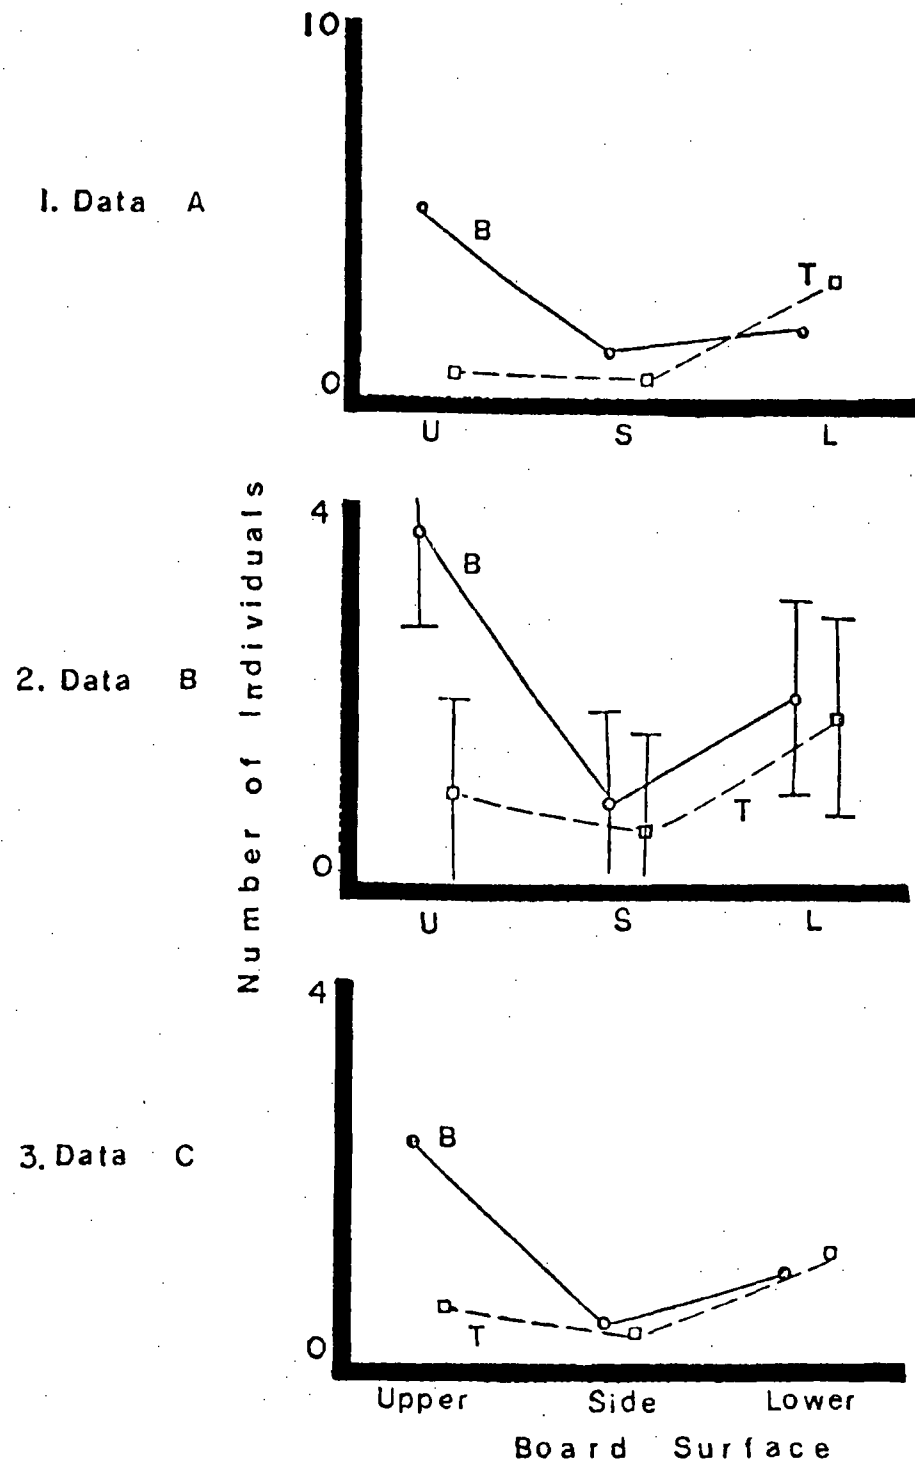 10
1. Data A
B
T
0
U S L
Number of Individuals
4
B
2. Data B
T
0
U S L
4
3. Data C
B
T
0
Upper Side Lower
Board Surface